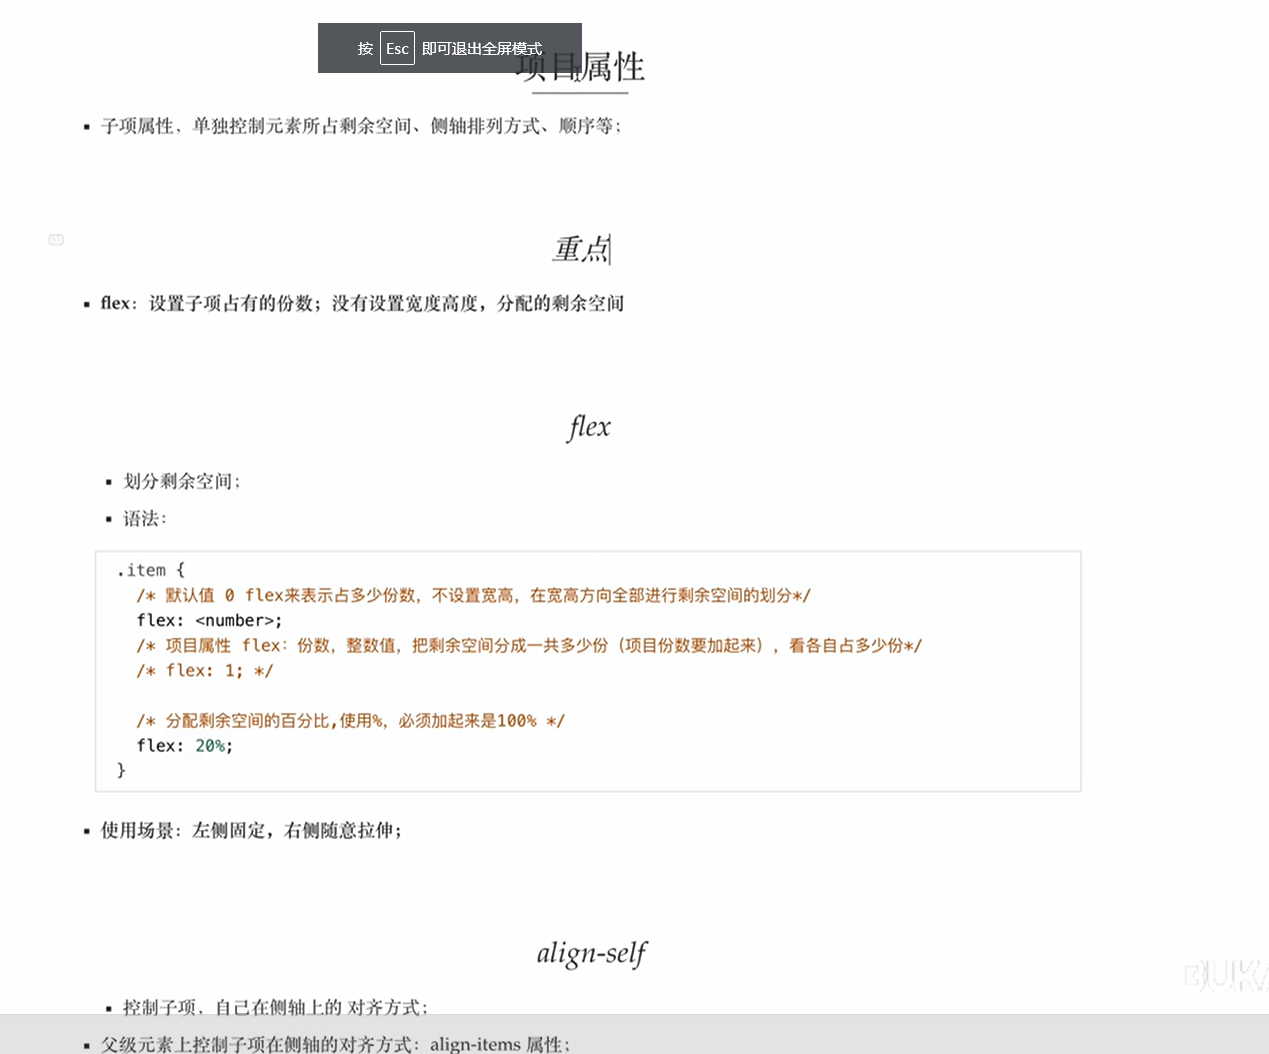 按 Esc 即可退出全屏模式
项目属性
▪ 子项属性，单独控制元素所占剩余空间、侧轴排列方式、顺序等；
重点
▪ flex：设置子项占有的份数；没有设置宽度高度，分配的剩余空间
flex
▪ 划分剩余空间；
▪ 语法：
.item {
/* 默认值 0 flex来表示占多少份数，不设置宽高，在宽高方向全部进行剩余空间的划分*/
flex: <number>;
/* 项目属性 flex：份数，整数值，把剩余空间分成一共多少份（项目份数要加起来），看各自占多少份*/
/* flex: 1; */
/* 分配剩余空间的百分比,使用%，必须加起来是100% */
flex: 20%;
}
▪ 使用场景：左侧固定，右侧随意拉伸；
align-self
▪ 控制子项，自己在侧轴上的 对齐方式；
▪ 父级元素上控制子项在侧轴的对齐方式：align-items 属性；